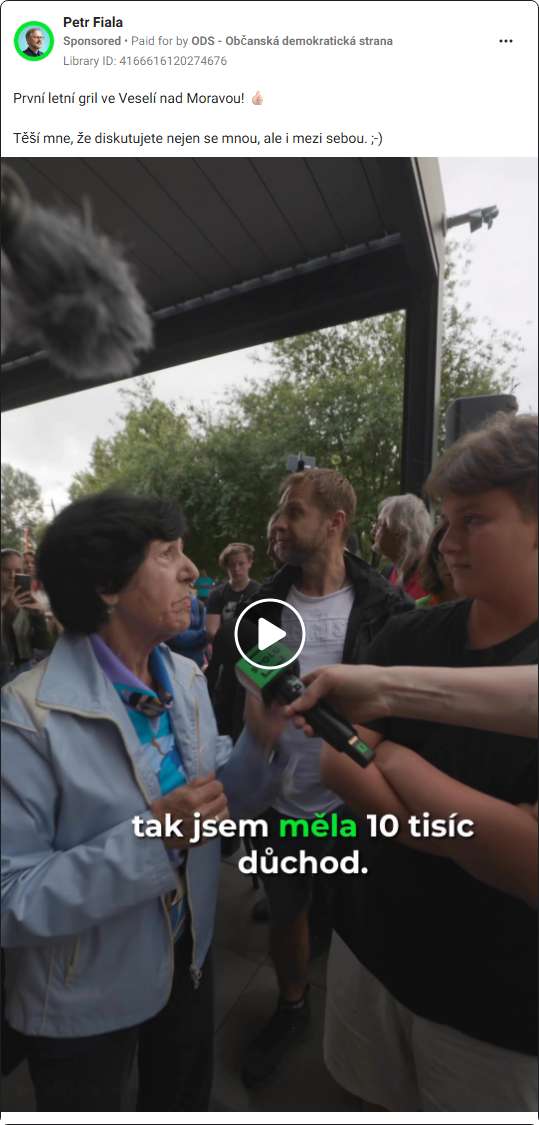 Petr Fiala
Sponsored • Paid for by ODS - Občanská demokratická strana
Library ID: 4166616120274676
První letní gril ve Veselí nad Moravou! 👍🏻
Těší mne, že diskutujete nejen se mnou, ale i mezi sebou. ;-)
tak jsem měla 10 tisíc
důchod.